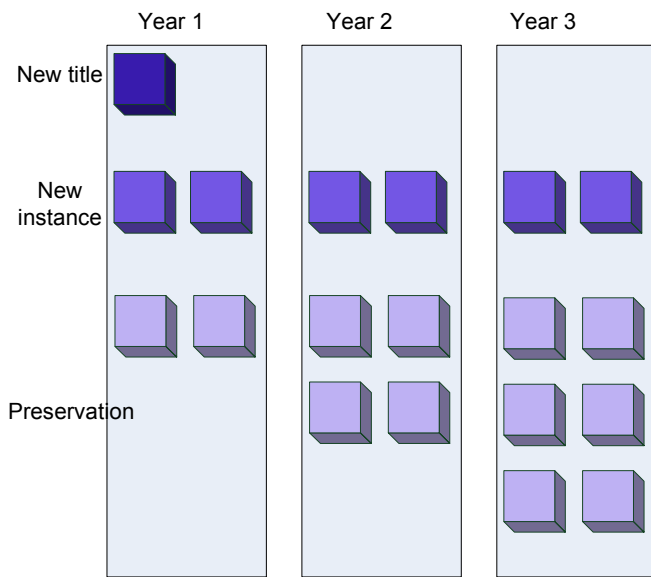 Year 1
Year 2
Year 3
New title
New
instance
Preservation